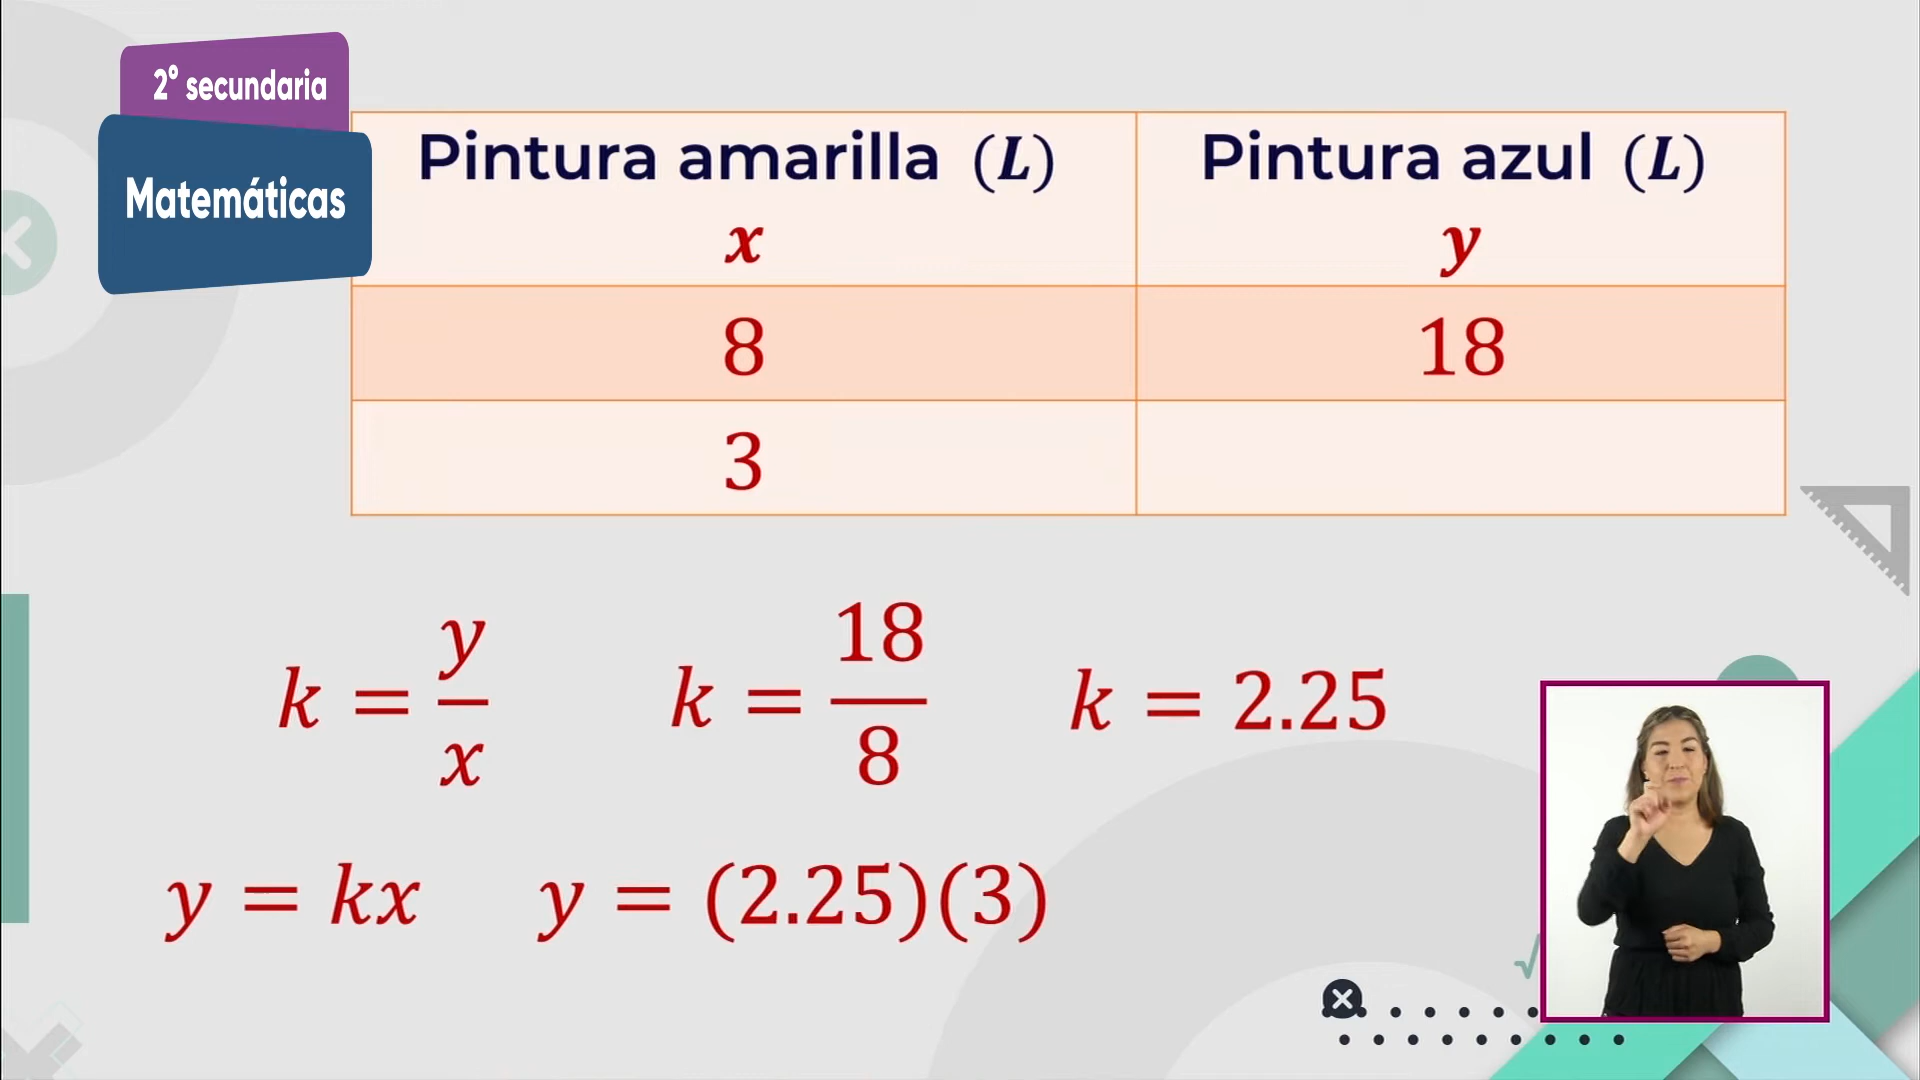 2° secundaria
Matemáticas
Pintura amarilla (L)
x
Pintura azul (L)
y
8
18
3
k = y/x
k = 18/8
k = 2.25
y = kx
y = (2.25)(3)